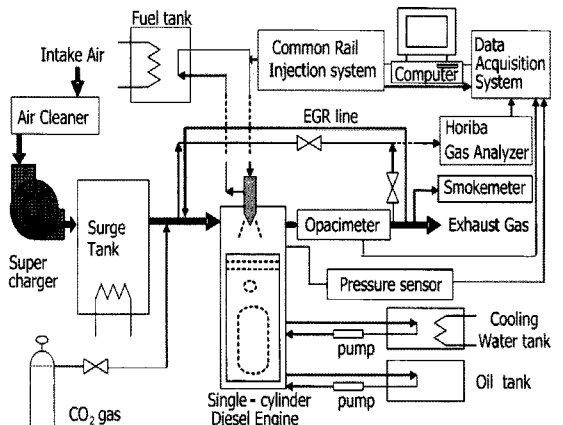 Fuel tank
Intake Air
Common Rail
Injection system
Computer
Data
Acquisition
System
Air Cleaner
EGR line
Horiba
Gas Analyzer
Smokemeter
Surge
Tank
Opacimeter
Exhaust Gas
Super
charger
Pressure sensor
Cooling
Water tank
pump
Oil tank
pump
CO₂ gas
Single - cylinder
Diesel Engine